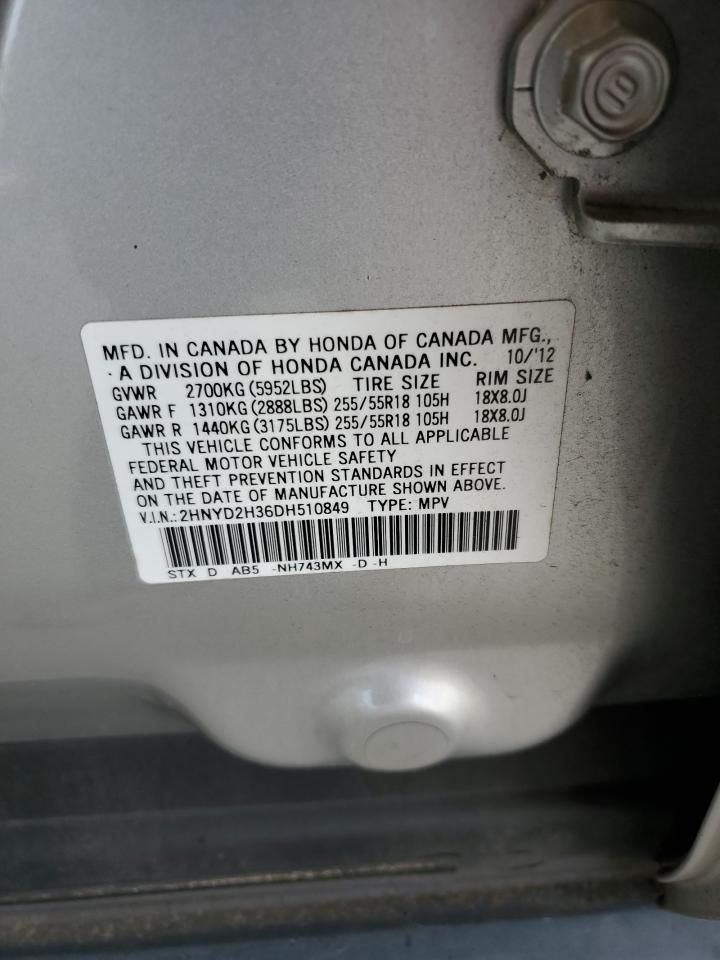 MFD. IN CANADA BY HONDA OF CANADA MFG.,
A DIVISION OF HONDA CANADA INC. 10/'12
GVWR 2700KG(5952LBS) TIRE SIZE RIM SIZE
GAWR F 1310KG(2888LBS) 255/55R18 105H 18X8.0J
GAWR R 1440KG(3175LBS) 255/55R18 105H 18X8.0J
THIS VEHICLE CONFORMS TO ALL APPLICABLE
FEDERAL MOTOR VEHICLE SAFETY
AND THEFT PREVENTION STANDARDS IN EFFECT
ON THE DATE OF MANUFACTURE SHOWN ABOVE.
V.I.N.:2HNYD2H36DH510849 TYPE: MPV
STX D AB5 -NH743MX -D -H